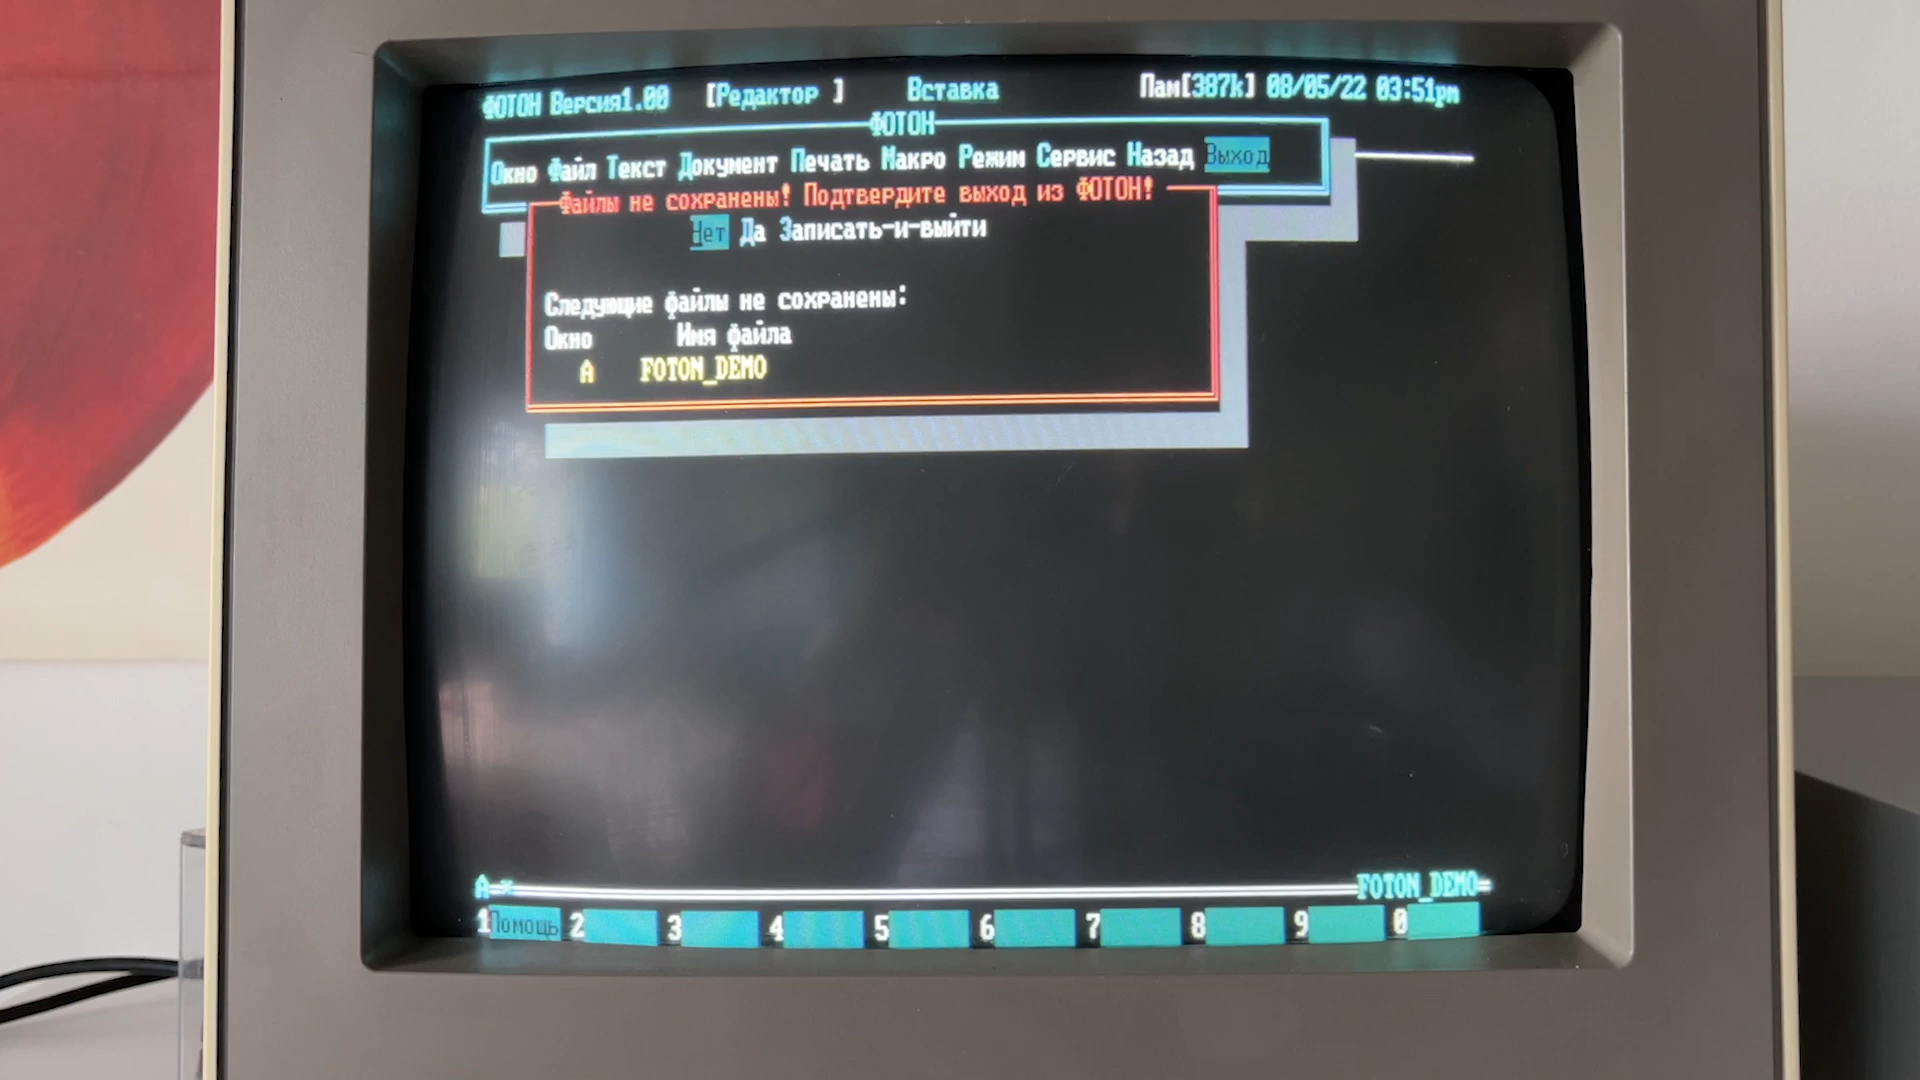 ФОТОН Версия1.00 [Редактор ] Вставка Пам[387k] 08/05/22 03:51pm
ФОТОН
Окно Файл Текст Документ Печать Макро Режим Сервис Назад Выход
Файлы не сохранены! Подтвердите выход из ФОТОН!
Нет Да Записать-и-выйти
Следующие файлы не сохранены:
Окно Имя файла
A FOTON_DEMO
A FOTON_DEMO
1Помощь 2 3 4 5 6 7 8 9 0